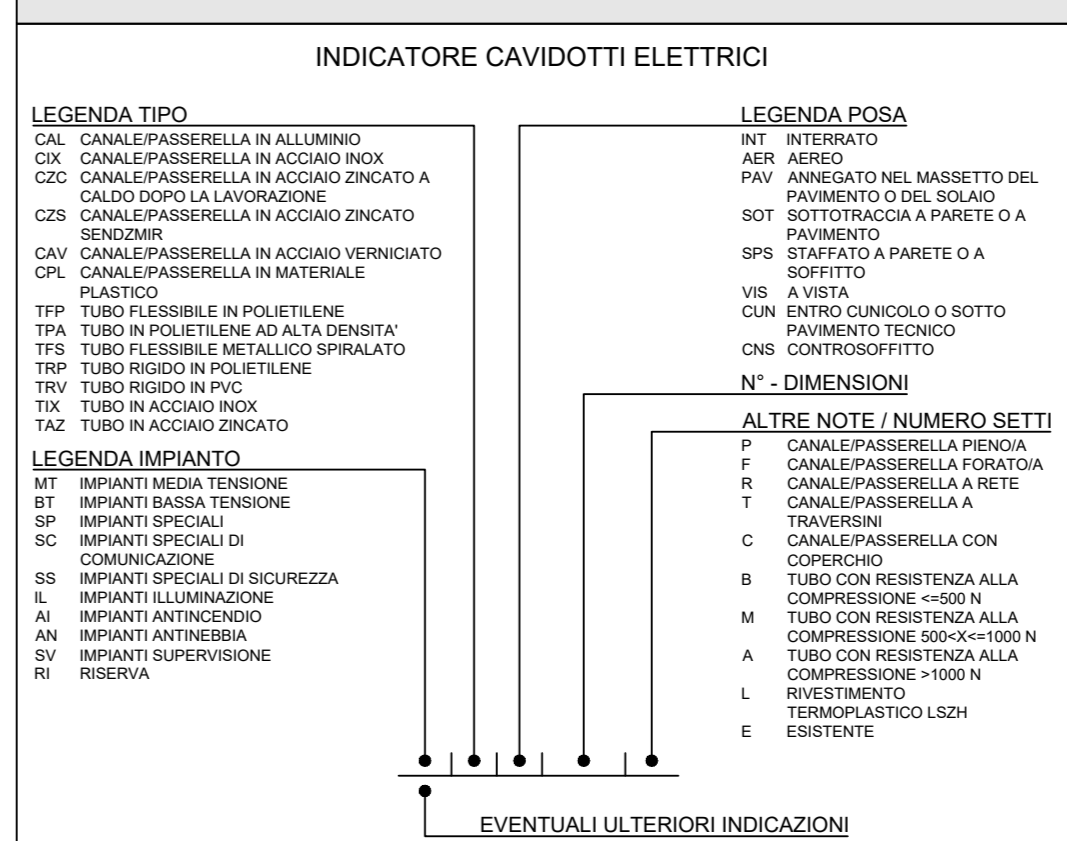 INDICATORE CAVIDOTTI ELETTRICI
LEGENDA TIPO
CAL CANALE/PASSERELLA IN ALLUMINIO
CIX CANALE/PASSERELLA IN ACCIAIO INOX
CZC CANALE/PASSERELLA IN ACCIAIO ZINCATO A
CALDO DOPO LA LAVORAZIONE
CZS CANALE/PASSERELLA IN ACCIAIO ZINCATO
SENDZMIR
CAV CANALE/PASSERELLA IN ACCIAIO VERNICIATO
CPL CANALE/PASSERELLA IN MATERIALE
PLASTICO
TFP TUBO FLESSIBILE IN POLIETILENE
TPA TUBO IN POLIETILENE AD ALTA DENSITA'
TFS TUBO FLESSIBILE METALLICO SPIRALATO
TRP TUBO RIGIDO IN POLIETILENE
TRV TUBO RIGIDO IN PVC
TIX TUBO IN ACCIAIO INOX
TAZ TUBO IN ACCIAIO ZINCATO
LEGENDA IMPIANTO
MT IMPIANTI MEDIA TENSIONE
BT IMPIANTI BASSA TENSIONE
SP IMPIANTI SPECIALI
SC IMPIANTI SPECIALI DI
COMUNICAZIONE
SS IMPIANTI SPECIALI DI SICUREZZA
IL IMPIANTI ILLUMINAZIONE
AI IMPIANTI ANTINCENDIO
AN IMPIANTI ANTINEBBIA
SV IMPIANTI SUPERVISIONE
RI RISERVA
LEGENDA POSA
INT INTERRATO
AER AEREO
PAV ANNEGATO NEL MASSETTO DEL
PAVIMENTO O DEL SOLAIO
SOT SOTTOTRACCIA A PARETE O A
PAVIMENTO
SPS STAFFATO A PARETE O A
SOFFITTO
VIS A VISTA
CUN ENTRO CUNICOLO O SOTTO
PAVIMENTO TECNICO
CNS CONTROSOFFITTO
N° - DIMENSIONI
ALTRE NOTE / NUMERO SETTI
P CANALE/PASSERELLA PIENO/A
F CANALE/PASSERELLA FORATO/A
R CANALE/PASSERELLA A RETE
T CANALE/PASSERELLA A
TRAVERSINI
C CANALE/PASSERELLA CON
COPERCHIO
B TUBO CON RESISTENZA ALLA
COMPRESSIONE <=500 N
M TUBO CON RESISTENZA ALLA
COMPRESSIONE 500<X<=1000 N
A TUBO CON RESISTENZA ALLA
COMPRESSIONE >1000 N
L RIVESTIMENTO
TERMOPLASTICO LSZH
E ESISTENTE
EVENTUALI ULTERIORI INDICAZIONI